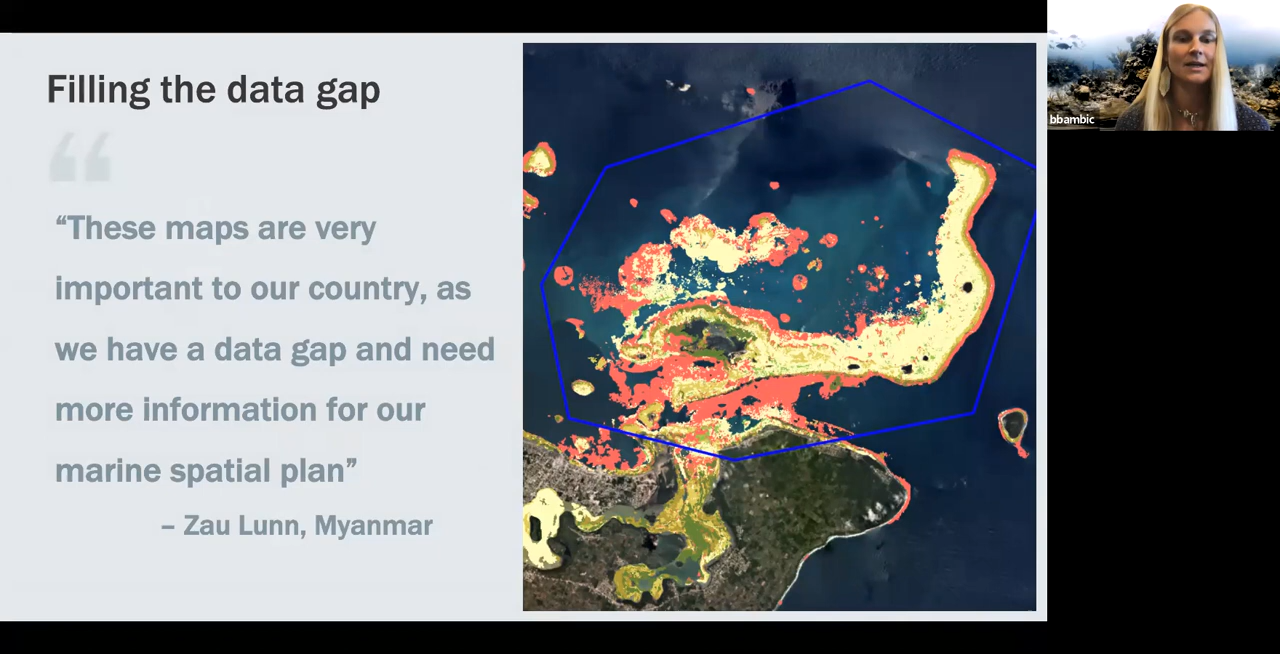 Filling the data gap
“
“These maps are very
important to our country, as
we have a data gap and need
more information for our
marine spatial plan”
– Zau Lunn, Myanmar
bbambic